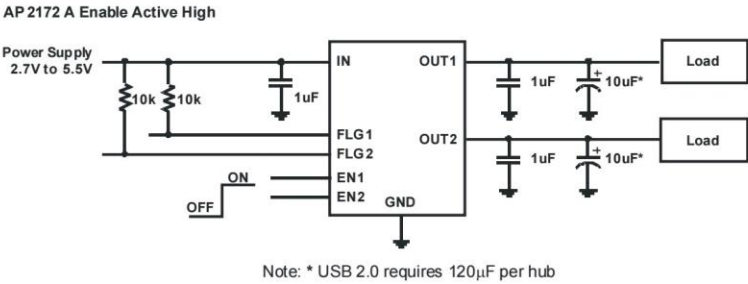 AP 2172 A Enable Active High
Power Supply
2.7V to 5.5V
IN
OUT1
Load
10k
10k
1uF
1uF
10uF*
FLG1
FLG2
OUT2
Load
EN1
EN2
ON
OFF
GND
1uF
10uF*
Note: * USB 2.0 requires 120µF per hub